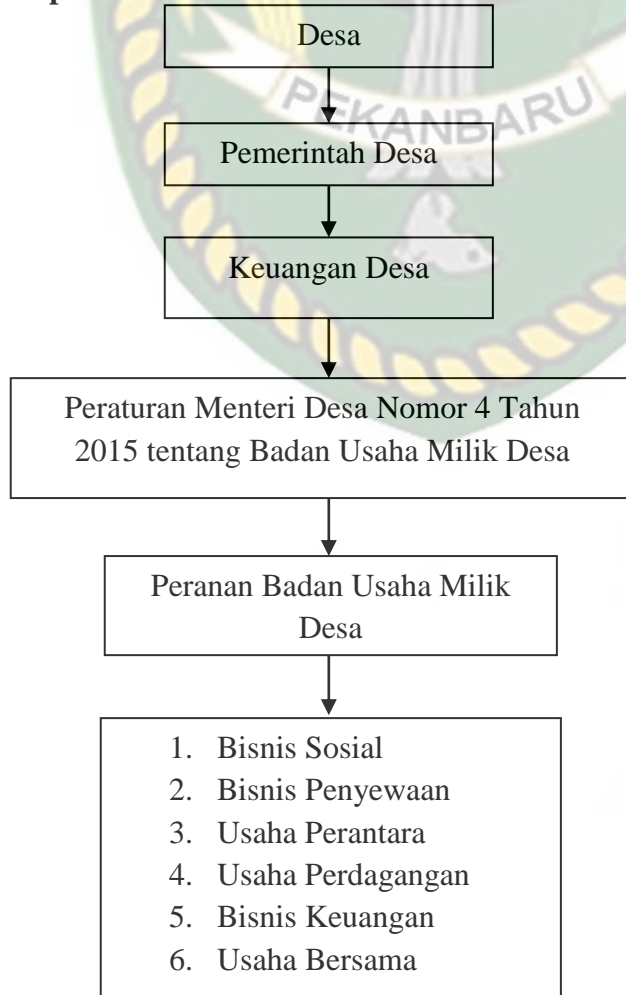 Desa
PEKANBARU
Pemerintah Desa
Keuangan Desa
Peraturan Menteri Desa Nomor 4 Tahun
2015 tentang Badan Usaha Milik Desa
Peranan Badan Usaha Milik
Desa
1. Bisnis Sosial
2. Bisnis Penyewaan
3. Usaha Perantara
4. Usaha Perdagangan
5. Bisnis Keuangan
6. Usaha Bersama